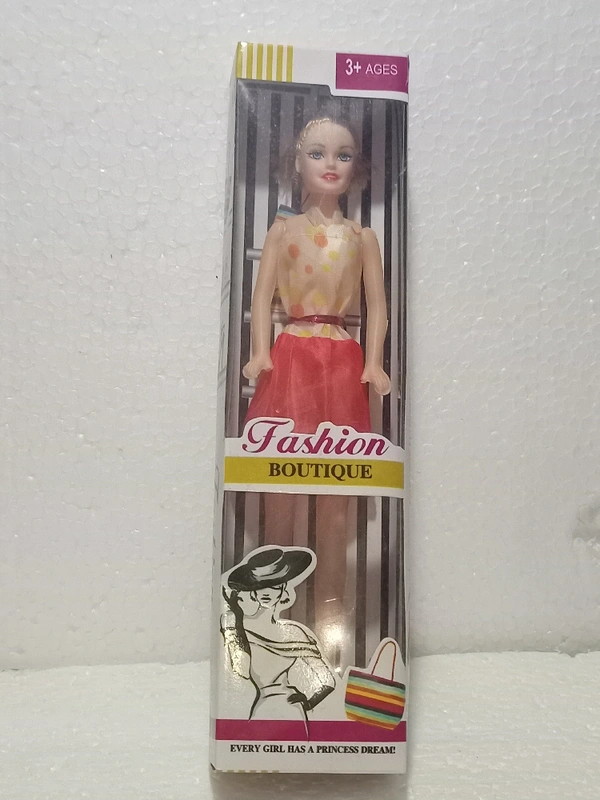 3+ AGES
Fashion
BOUTIQUE
EVERY GIRL HAS A PRINCESS DREAM!